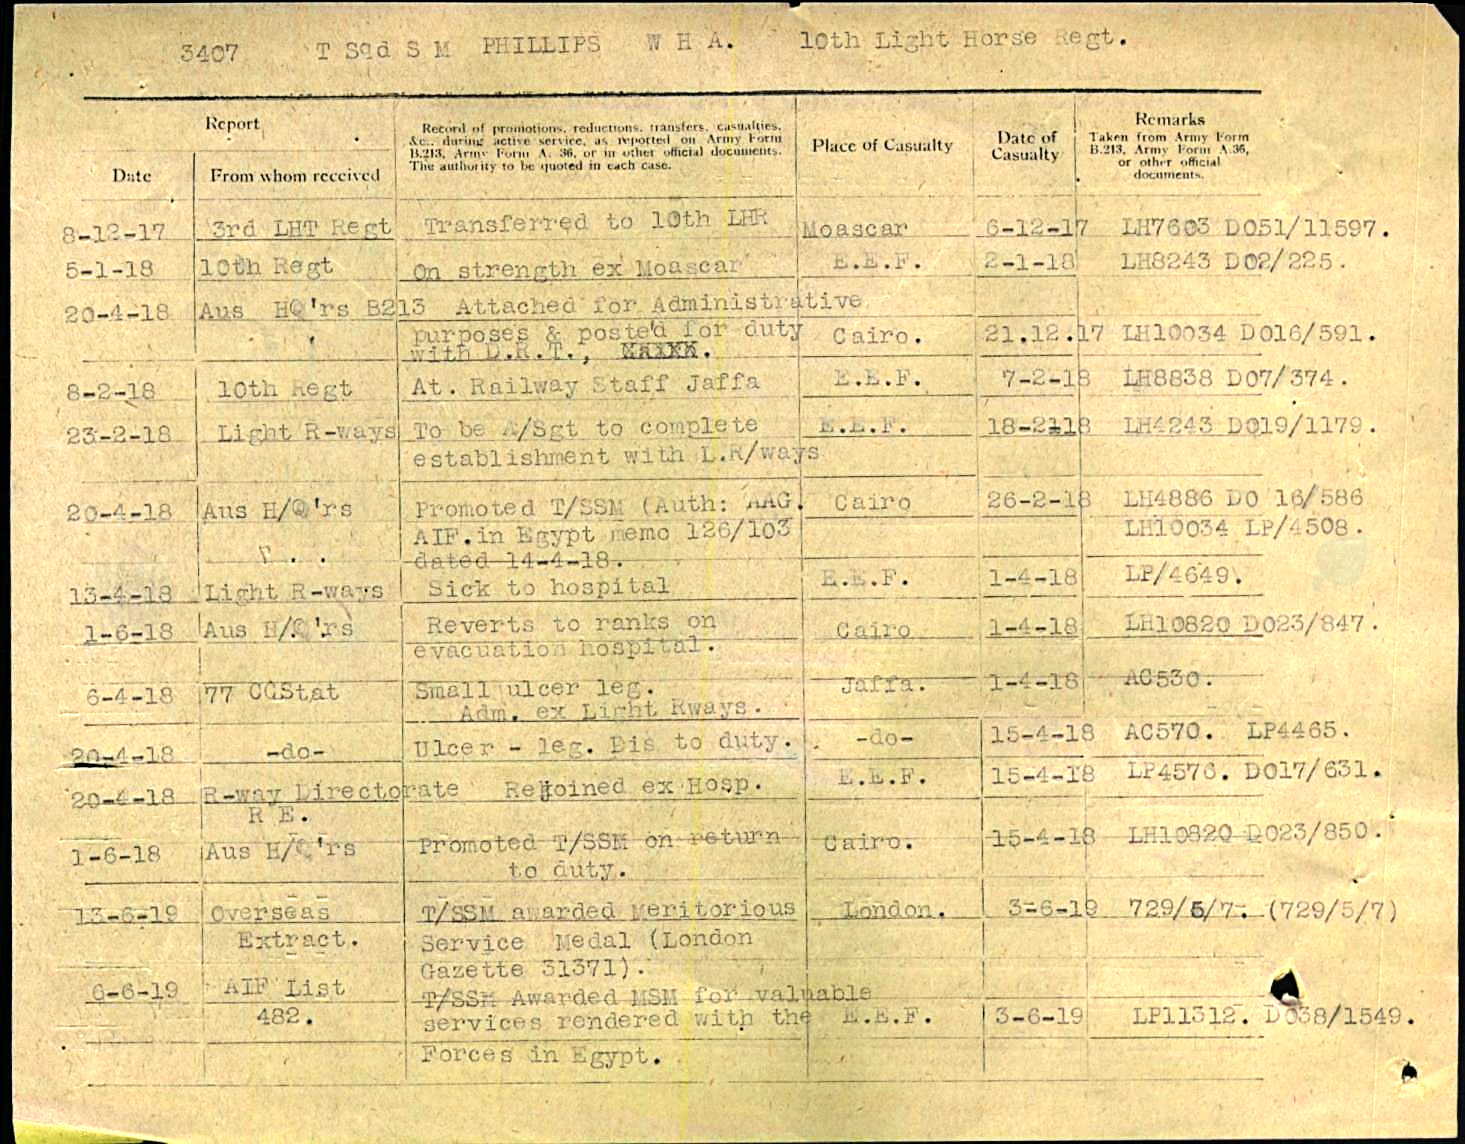 3407 T Sqd S M PHILLIPS W H A. 10th Light Horse Regt.
Report
Record of promotions, reductions, transfers, casualties,
&c., during active service, as reported on Army Form
B.213, Army Form A. 36, or in other official documents.
The authority to be quoted in each case.
Place of Casualty
Date of
Casualty
Remarks
Taken from Army Form
B.213, Army Form A.36,
or other official
documents.
Date
From whom received
8-12-17 3rd LHT Regt Transferred to 10th LHR Moascar 6-12-17 LH7603 DO51/11597.
5-1-18 10th Regt On strength ex Moascar E.E.F. 2-1-18 LH8243 DO2/225.
20-4-18 Aus HQ'rs B213 Attached for Administrative
purposes & posted for duty Cairo. 21.12.17 LH10034 DO16/591.
with D.R.T.,
8-2-18 10th Regt At. Railway Staff Jaffa E.E.F. 7-2-18 LH8838 DO7/374.
23-2-18 Light R-ways To be A/Sgt to complete E.E.F. 18-2118 LH4243 DO19/1179.
establishment with L.R/ways
20-4-18 Aus H/Q'rs Promoted T/SSM (Auth: AAG. Cairo 26-2-18 LH4886 DO 16/586
AIF.in Egypt memo 126/103 LH10034 LP/4508.
dated 14-4-18.
13-4-18 Light R-ways Sick to hospital E.E.F. 1-4-18 LP/4649.
1-6-18 Aus H/Q'rs Reverts to ranks on Cairo 1-4-18 LH10820 DO23/847.
evacuation hospital.
6-4-18 77 CCStat Small ulcer leg. Jaffa. 1-4-18 AC530.
Adm. ex Light Rways.
20-4-18 -do- Ulcer - leg. Dis to duty. -do- 15-4-18 AC570. LP4465.
20-4-18 R-way Directorate Rejoined ex Hosp. E.E.F. 15-4-18 LP4576. DO17/631.
R E.
1-6-18 Aus H/Q'rs Promoted T/SSM on return Cairo. 15-4-18 LH10820 DO23/850.
to duty.
13-6-19 Overseas T/SSM awarded Meritorious London. 3-6-19 729/5/7. (729/5/7)
Extract. Service Medal (London
Gazette 31371).
6-6-19 AIF List T/SSM Awarded MSM for valuable
482. services rendered with the E.E.F. 3-6-19 LP11312. DO38/1549.
Forces in Egypt.